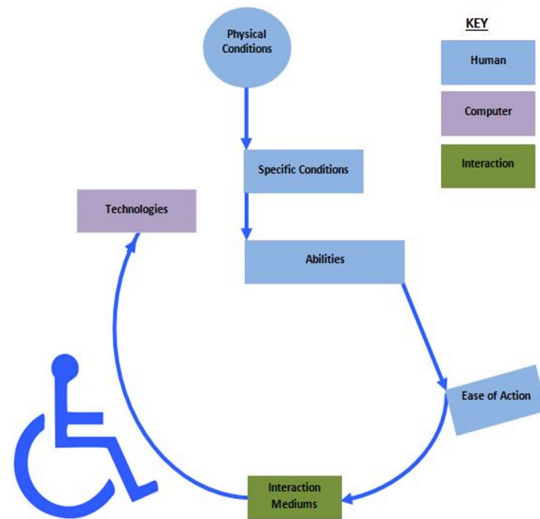 Physical
Conditions
KEY
Human
Computer
Interaction
Specific Conditions
Technologies
Abilities
Ease of Action
Interaction
Mediums